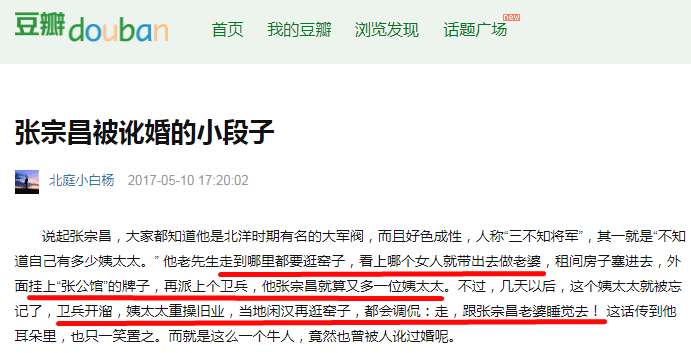 豆瓣douban 首页 我的豆瓣 浏览发现 话题广场 new
张宗昌被讹婚的小段子
北庭小白杨 2017-05-10 17:20:02
说起张宗昌，大家都知道他是北洋时期有名的大军阀，而且好色成性，人称“三不知将军”，其一就是“不知
道自己有多少姨太太。” 他老先生走到哪里都要逛窑子，看上哪个女人就带出去做老婆，租间房子塞进去，外
面挂上“张公馆”的牌子，再派上个卫兵，他张宗昌就算又多一位姨太太。不过，几天以后，这个姨太太就被忘
记了，卫兵开溜，姨太太重操旧业，当地闲汉再逛窑子，都会调侃：走，跟张宗昌老婆睡觉去！ 这话传到他
耳朵里，也只一笑置之。而就是这么一个牛人，竟然也曾被人讹过婚呢。